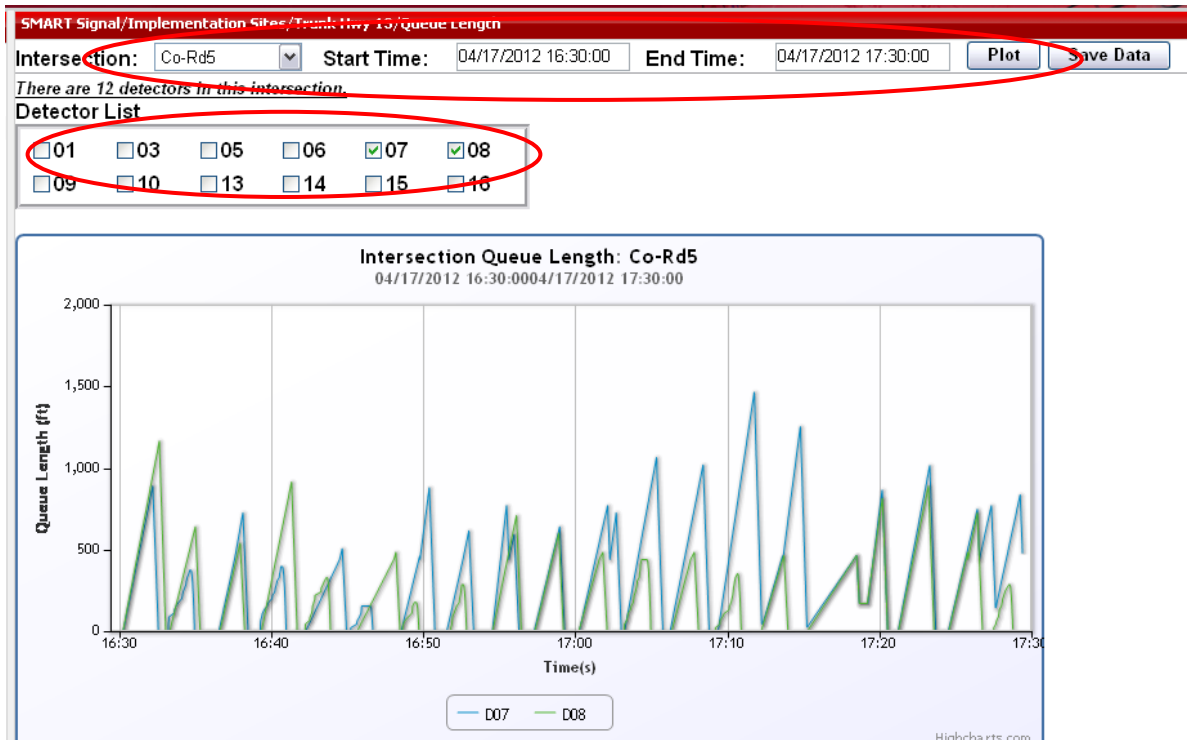 SMART Signal/Implementation Sites/Trunk Hwy 13/Queue Length
Intersection: Co-Rd5 Start Time: 04/17/2012 16:30:00 End Time: 04/17/2012 17:30:00 Plot Save Data
There are 12 detectors in this intersection.
Detector List
01 03 05 06 07 08
09 10 13 14 15 16
Intersection Queue Length: Co-Rd5
04/17/2012 16:30:0004/17/2012 17:30:00
2,000
1,500
1,000
500
0
Queue Length (ft)
16:30 16:40 16:50 17:00 17:10 17:20 17:30
Time(s)
D07 D08
Highcharts.com